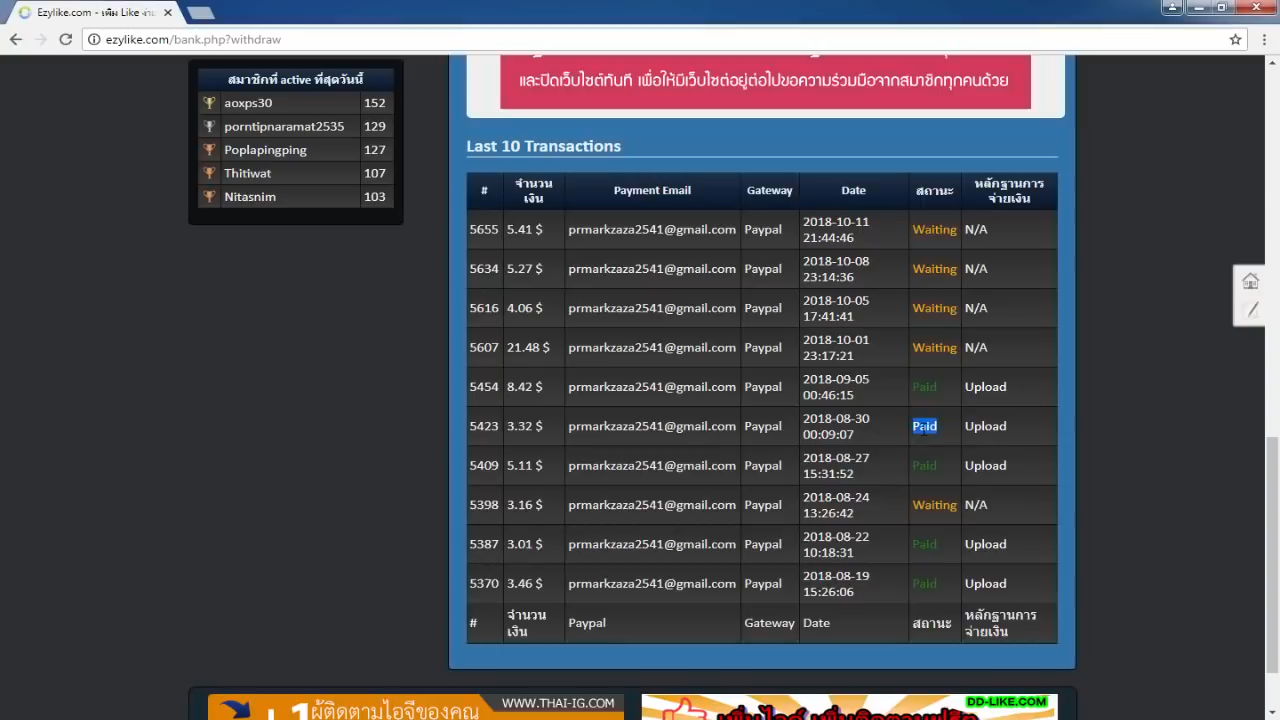 Ezylike.com - เพิ่ม Like ง่าย
ezylike.com/bank.php?withdraw
และปิดเว็บไซต์ทันที เพื่อให้มีเว็บไซต์อยู่ต่อไปขอความร่วมมือจากสมาชิกทุกคนด้วย
สมาชิกที่ active ที่สุดวันนี้
aoxps30 152
porntipnaramat2535 129
Poplapingping 127
Thitiwat 107
Nitasnim 103
Last 10 Transactions
# จำนวนเงิน Payment Email Gateway Date สถานะ หลักฐานการจ่ายเงิน
5655 5.41 $ prmarkzaza2541@gmail.com Paypal 2018-10-11 21:44:46 Waiting N/A
5634 5.27 $ prmarkzaza2541@gmail.com Paypal 2018-10-08 23:14:36 Waiting N/A
5616 4.06 $ prmarkzaza2541@gmail.com Paypal 2018-10-05 17:41:41 Waiting N/A
5607 21.48 $ prmarkzaza2541@gmail.com Paypal 2018-10-01 23:17:21 Waiting N/A
5454 8.42 $ prmarkzaza2541@gmail.com Paypal 2018-09-05 00:46:15 Paid Upload
5423 3.32 $ prmarkzaza2541@gmail.com Paypal 2018-08-30 00:09:07 Paid Upload
5409 5.11 $ prmarkzaza2541@gmail.com Paypal 2018-08-27 15:31:52 Paid Upload
5398 3.16 $ prmarkzaza2541@gmail.com Paypal 2018-08-24 13:26:42 Waiting N/A
5387 3.01 $ prmarkzaza2541@gmail.com Paypal 2018-08-22 10:18:31 Paid Upload
5370 3.46 $ prmarkzaza2541@gmail.com Paypal 2018-08-19 15:26:06 Paid Upload
# จำนวนเงิน Paypal Gateway Date สถานะ หลักฐานการจ่ายเงิน
WWW.THAI-IG.COM
+1 ผู้ติดตามไอจีของคุณ
DD-LIKE.COM